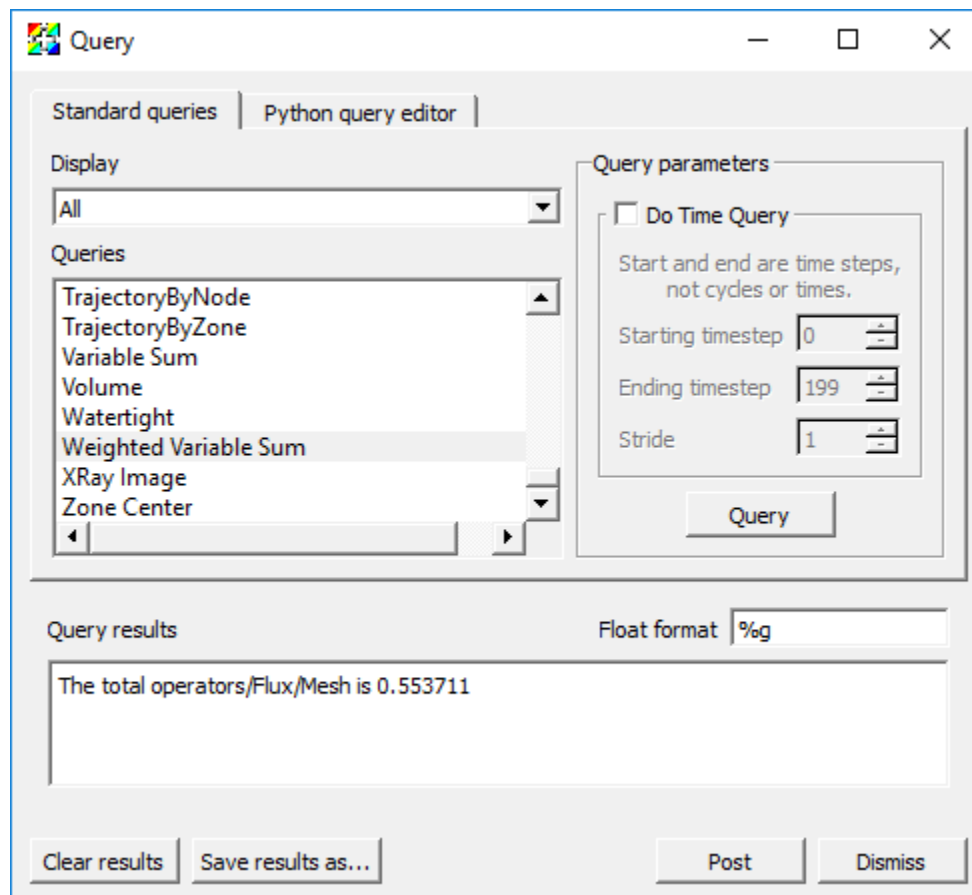 Query
Standard queries
Python query editor
Display
All
Queries
TrajectoryByNode
TrajectoryByZone
Variable Sum
Volume
Watertight
Weighted Variable Sum
XRay Image
Zone Center
Query parameters
Do Time Query
Start and end are time steps,
not cycles or times.
Starting timestep 0
Ending timestep 199
Stride 1
Query
Query results
Float format %g
The total operators/Flux/Mesh is 0.553711
Clear results
Save results as...
Post
Dismiss